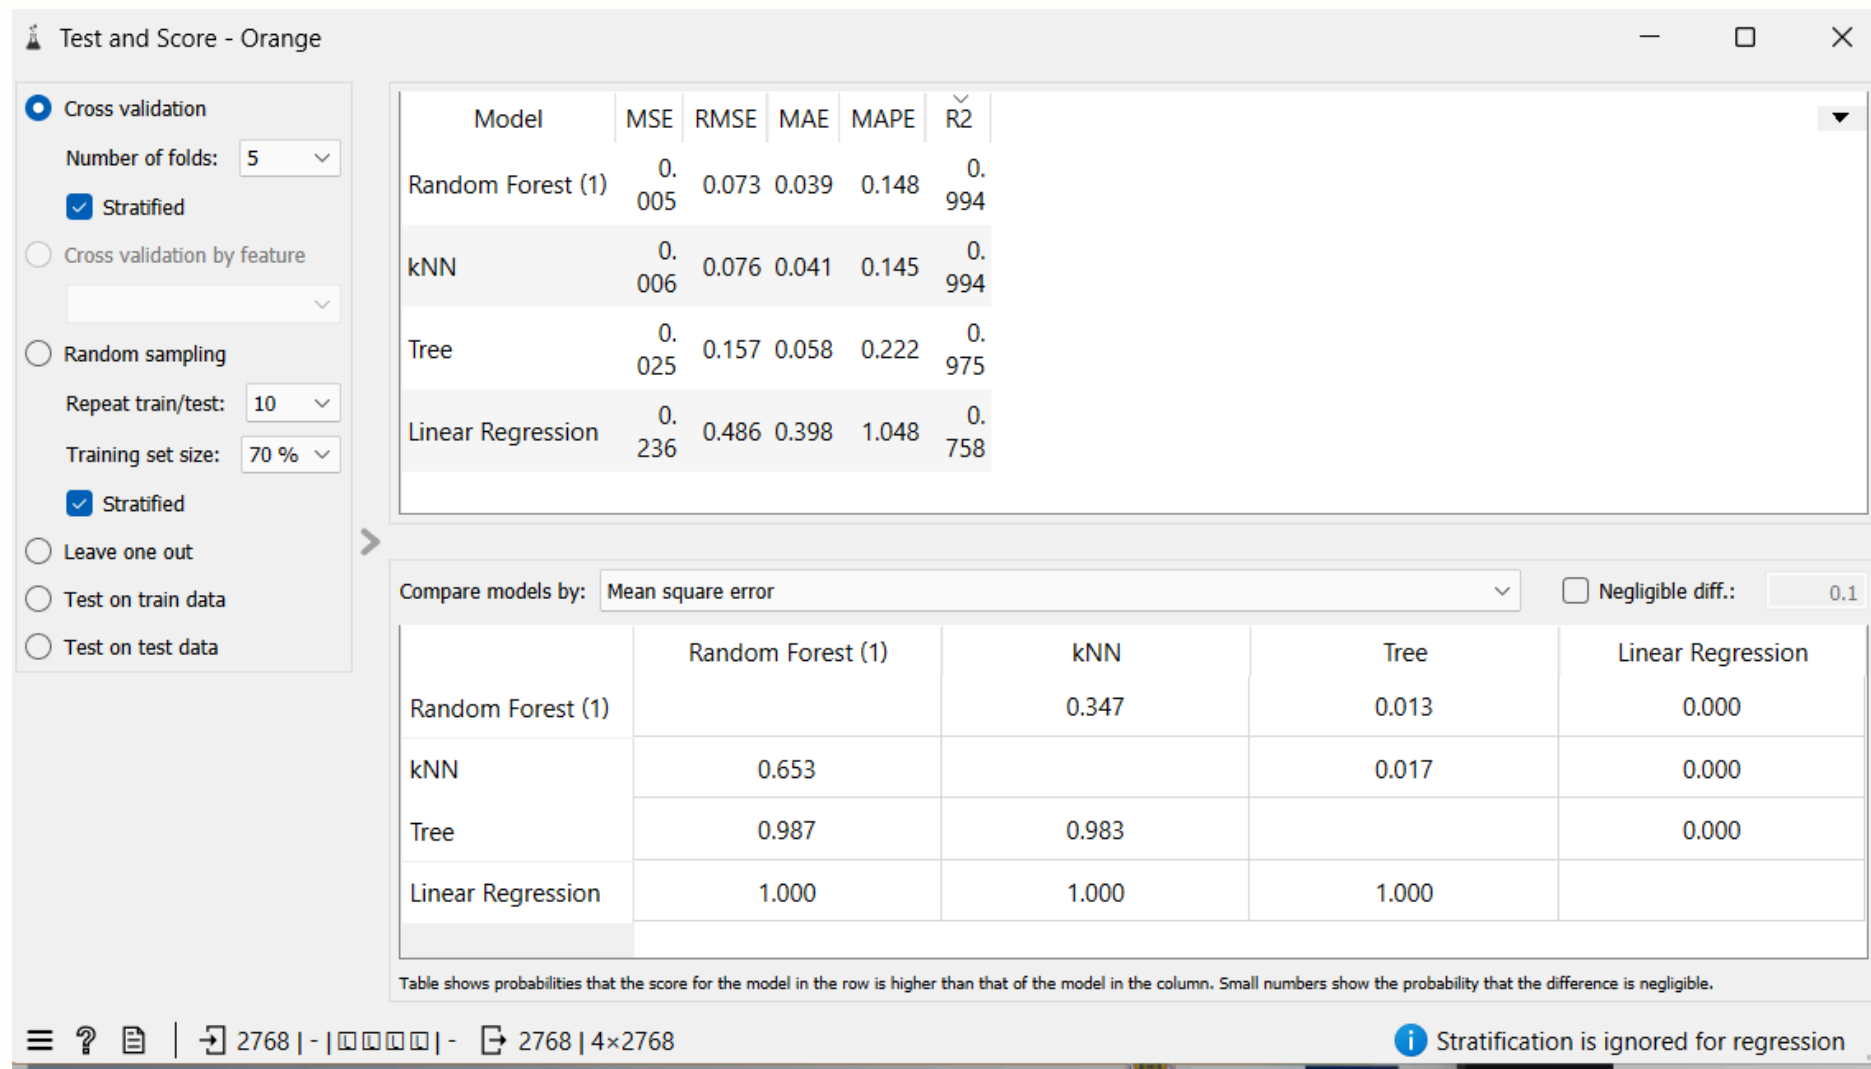 Test and Score - Orange
Cross validation
Number of folds: 5
Stratified
Cross validation by feature
Random sampling
Repeat train/test: 10
Training set size: 70 %
Stratified
Leave one out
Test on train data
Test on test data
Model MSE RMSE MAE MAPE R2
Random Forest (1) 0.005 0.073 0.039 0.148 0.994
kNN 0.006 0.076 0.041 0.145 0.994
Tree 0.025 0.157 0.058 0.222 0.975
Linear Regression 0.236 0.486 0.398 1.048 0.758
Compare models by: Mean square error Negligible diff.: 0.1
Random Forest (1) kNN Tree Linear Regression
Random Forest (1) 0.347 0.013 0.000
kNN 0.653 0.017 0.000
Tree 0.987 0.983 0.000
Linear Regression 1.000 1.000 1.000
Table shows probabilities that the score for the model in the row is higher than that of the model in the column. Small numbers show the probability that the difference is negligible.
2768 | - | | - 2768 | 4×2768
Stratification is ignored for regression